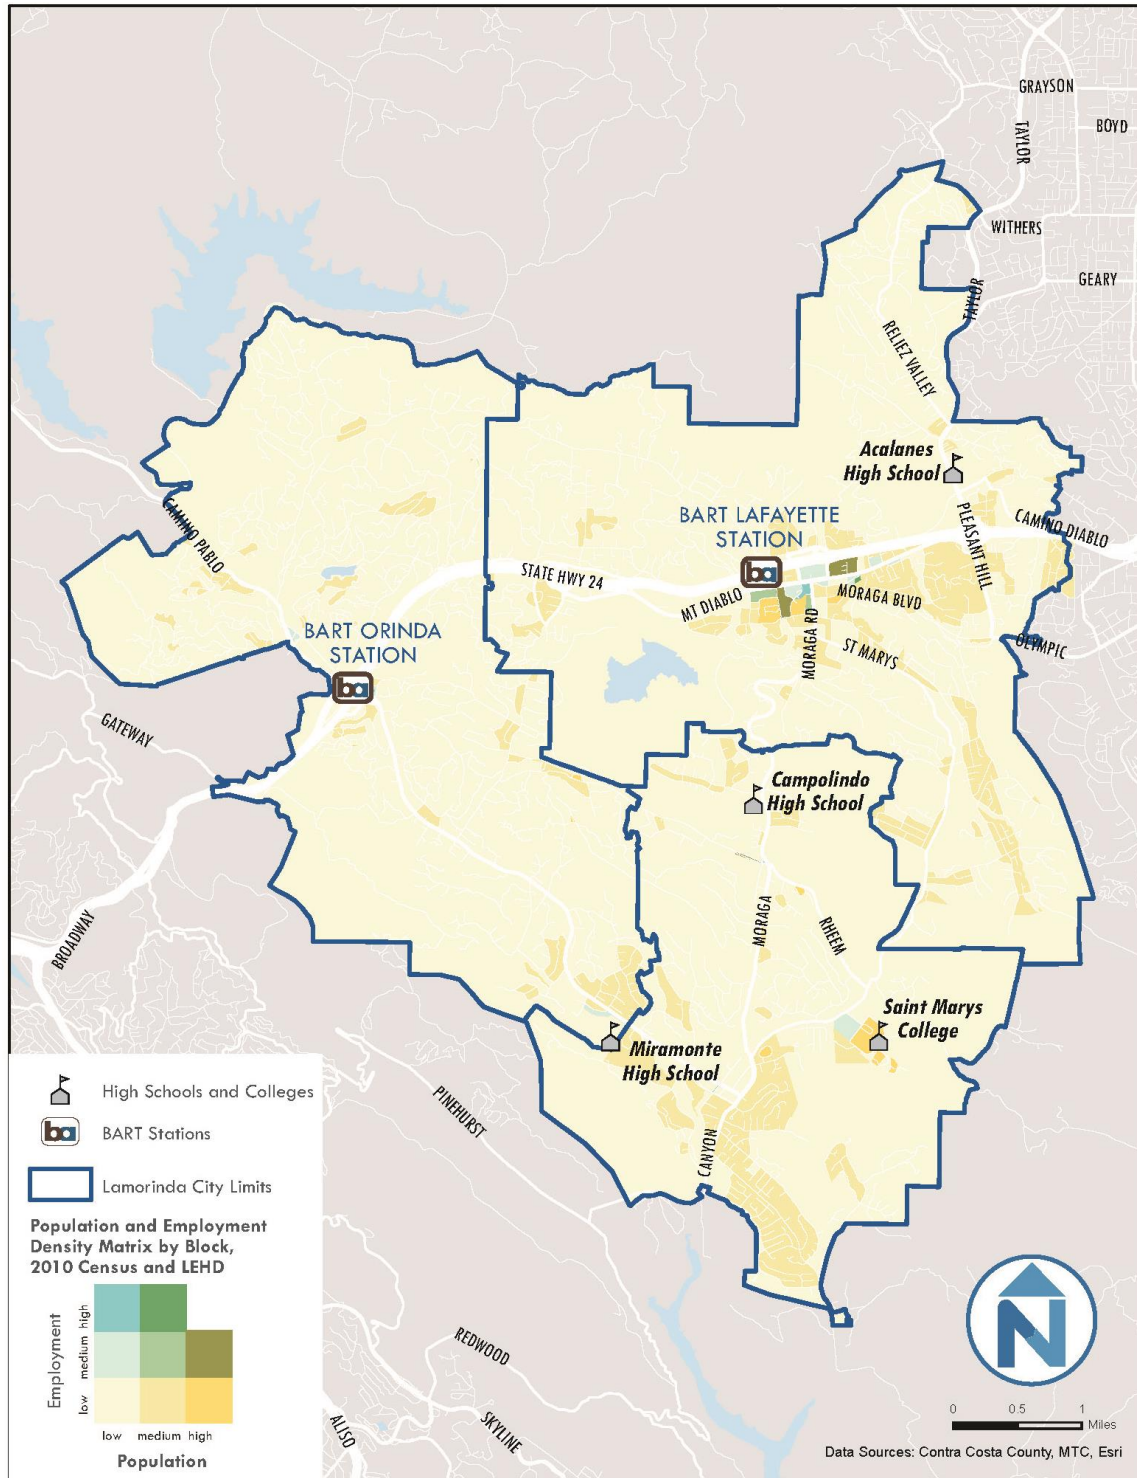 GRAYSON
TAYLOR
BOYD
WITHERS
GEARY
TAYLOR
RELIEZ VALLEY
Acalanes
High School
BART LAFAYETTE
STATION
ba
PLEASANT HILL
CAMINO DIABLO
CAMINO PABLO
STATE HWY 24
MT DIABLO
MORAGA BLVD
MORAGA RD
ST MARYS
OLYMPIC
BART ORINDA
STATION
ba
GATEWAY
Campolindo
High School
BROADWAY
MORAGA
RHEEM
Saint Marys
College
Miramonte
High School
PINEHURST
CANYON
REDWOOD
SKYLINE
ALISO
High Schools and Colleges
ba
BART Stations
Lamorinda City Limits
Population and Employment
Density Matrix by Block,
2010 Census and LEHD
Employment
high
medium
low
low
medium
high
Population
N
0
0.5
1
Miles
Data Sources: Contra Costa County, MTC, Esri